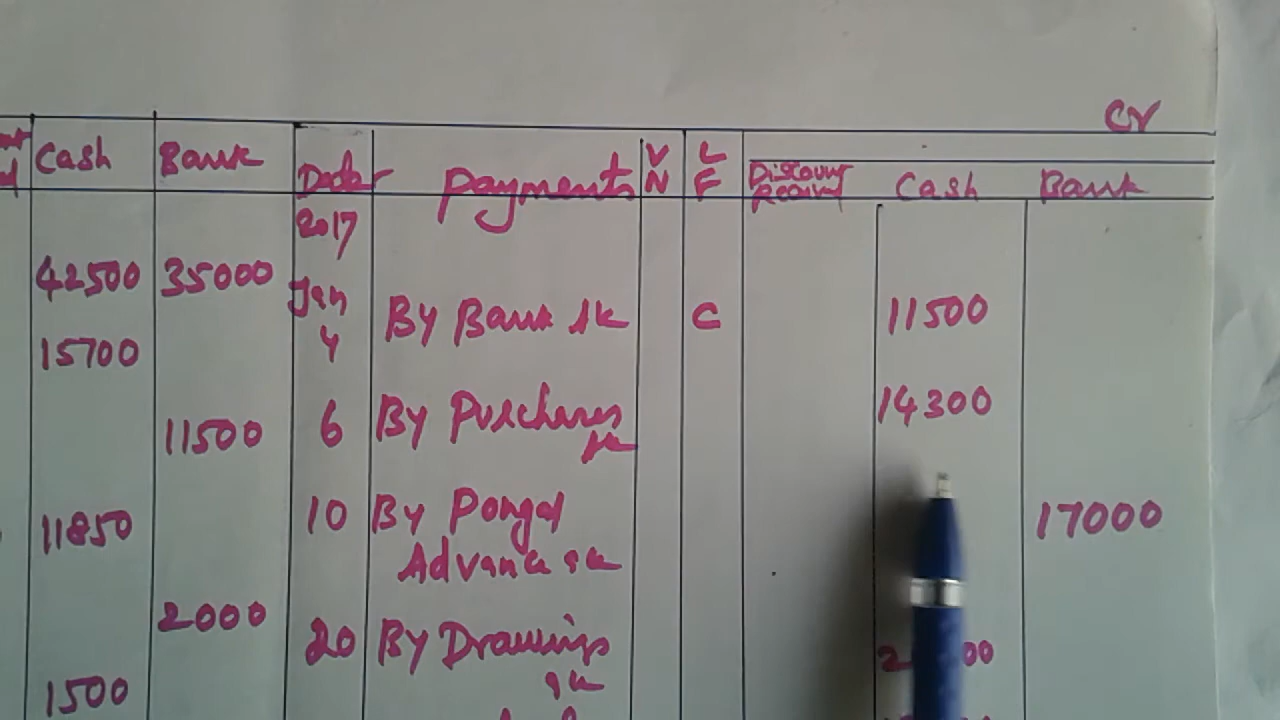 Cr
Cash Bank Date Payments V N L F Discount Received Cash Bank
2017
42500 35000 Jan
4 By Bank A/c C 11500
15700
6 By Purchases A/c 14300
11500
10 By Pongal 17000
11850
Advance a/c
2000
20 By Drawings
a/c
1500